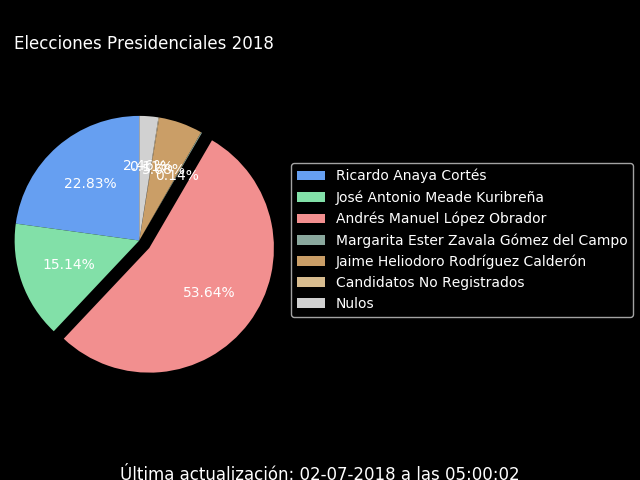 Elecciones Presidenciales 2018
22.83%
15.14%
53.64%
0.14%
2.46%
Ricardo Anaya Cortés
José Antonio Meade Kuribreña
Andrés Manuel López Obrador
Margarita Ester Zavala Gómez del Campo
Jaime Heliodoro Rodríguez Calderón
Candidatos No Registrados
Nulos
Última actualización: 02-07-2018 a las 05:00:02